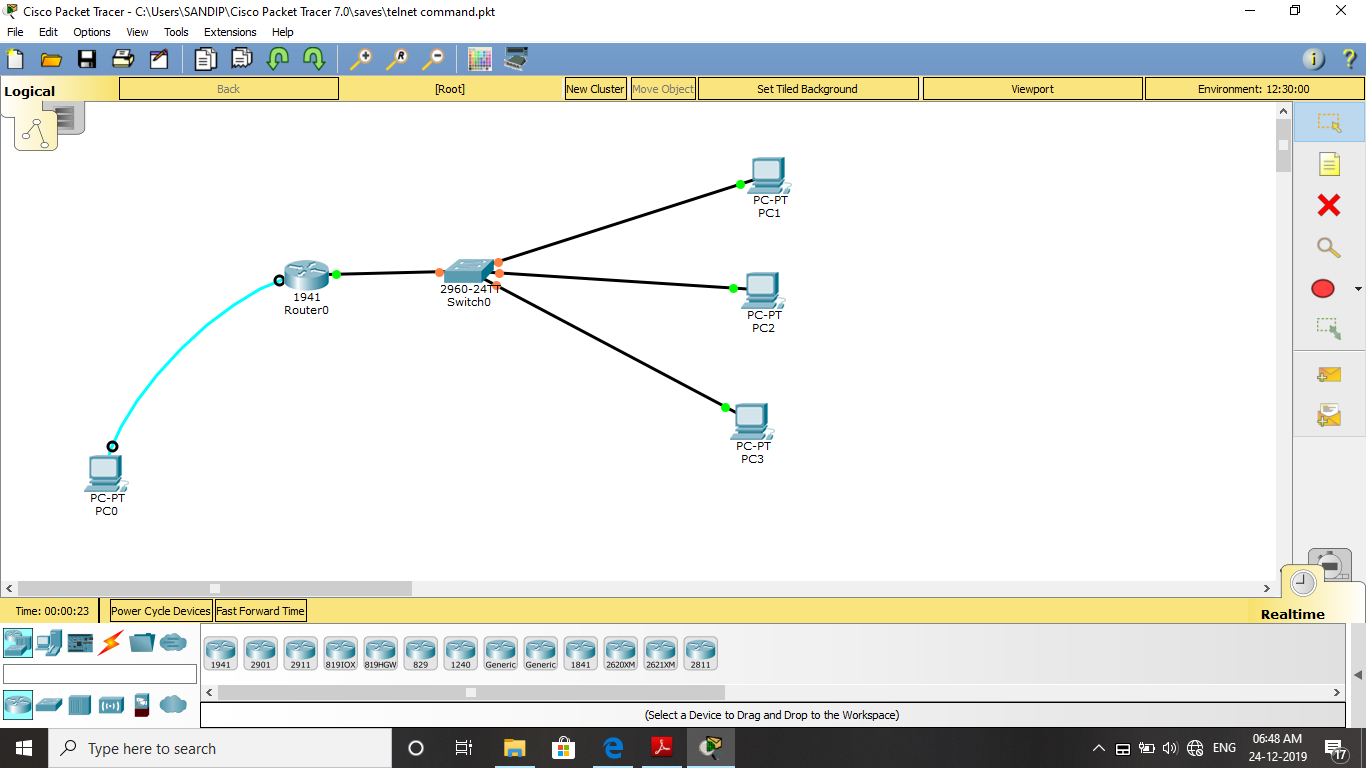 Cisco Packet Tracer - C:\Users\SANDIP\Cisco Packet Tracer 7.0\saves\telnet command.pkt
File Edit Options View Tools Extensions Help
Logical Back [Root] New Cluster Move Object Set Tiled Background Viewport Environment: 12:30:00
PC-PT
PC1
1941
Router0
2960-24TT
Switch0
PC-PT
PC2
PC-PT
PC3
PC-PT
PC0
Time: 00:00:23 Power Cycle Devices Fast Forward Time Realtime
1941 2901 2911 819IOX 819HGW 829 1240 Generic Generic 1841 2620XM 2621XM 2811
(Select a Device to Drag and Drop to the Workspace)
Type here to search
ENG
06:48 AM
24-12-2019
17